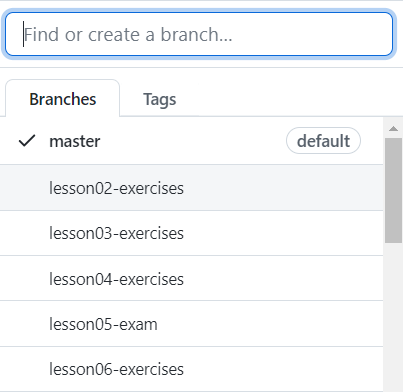 Find or create a branch...
Branches Tags
master default
lesson02-exercises
lesson03-exercises
lesson04-exercises
lesson05-exam
lesson06-exercises